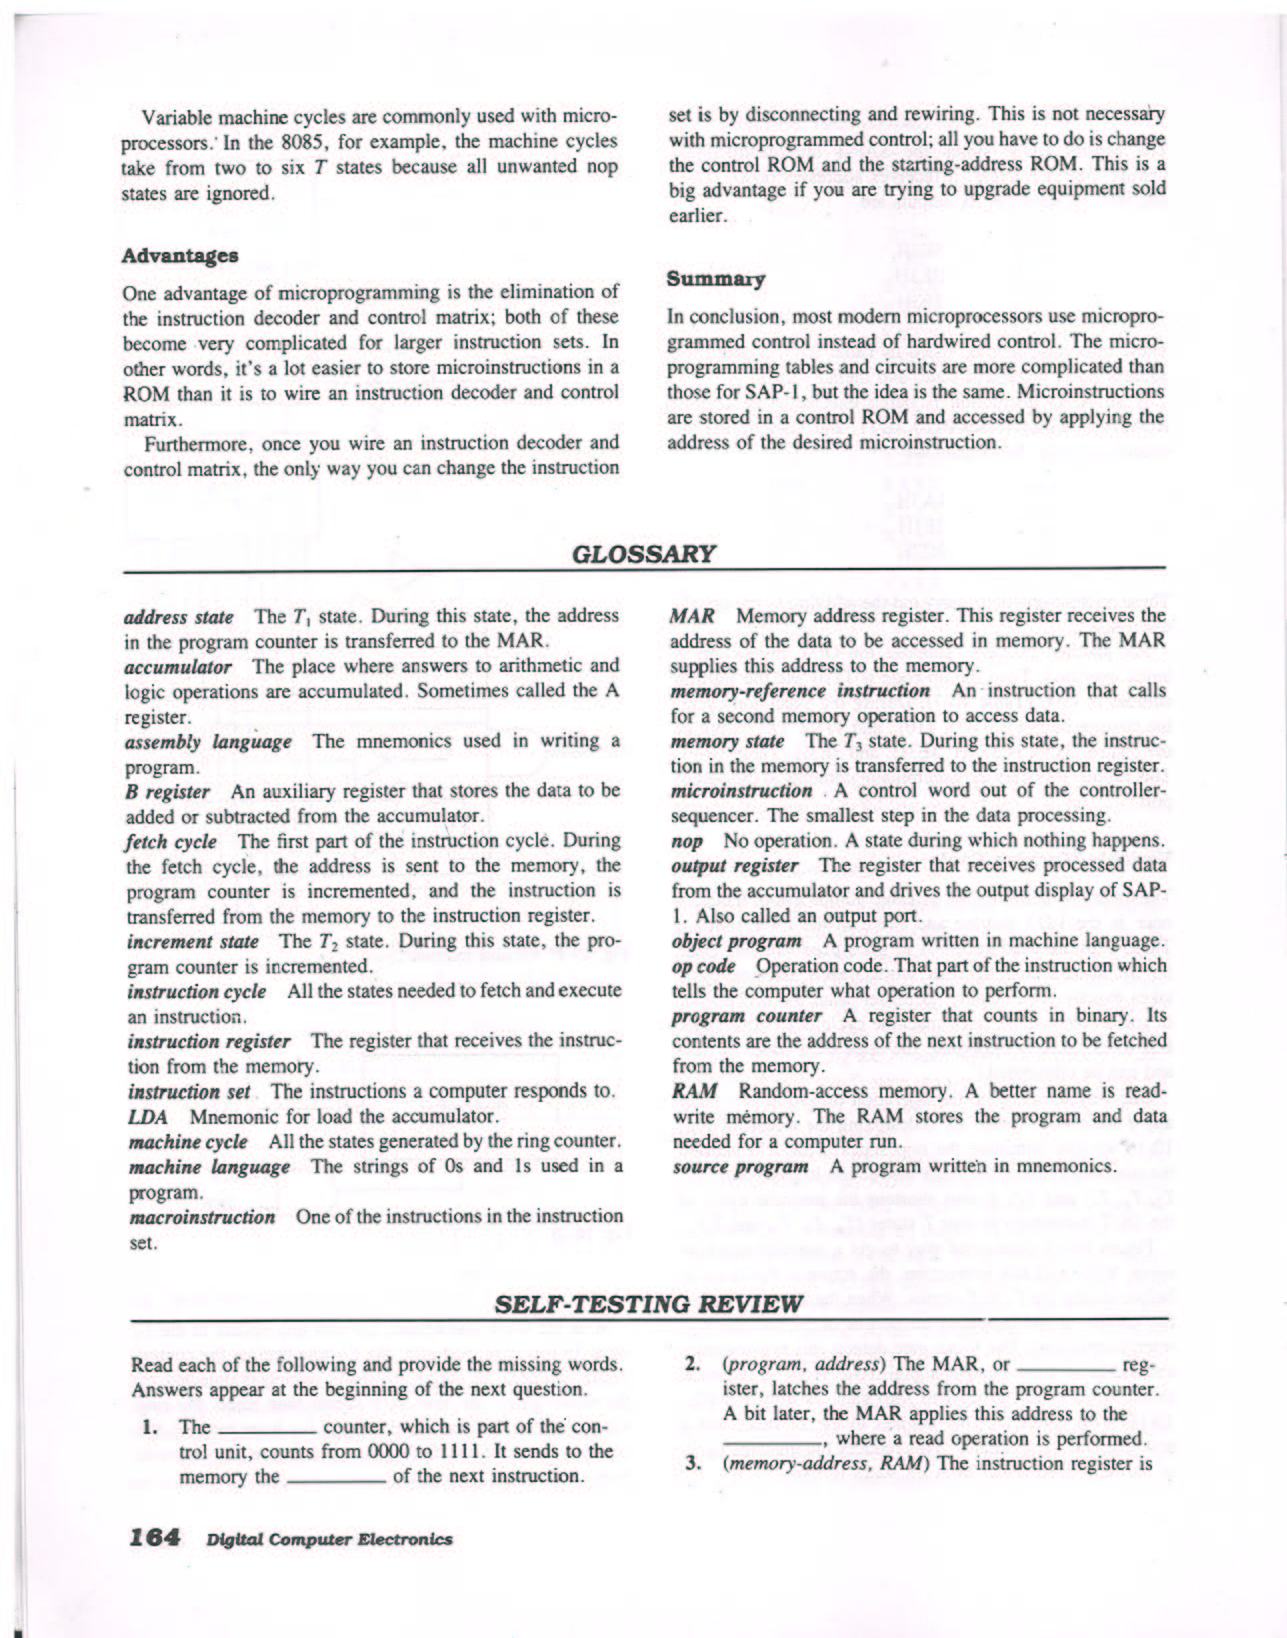 Variable machine cycles are commonly used with micro-
processors. In the 8085, for example, the machine cycles
take from two to six T states because all unwanted nop
states are ignored.
Advantages
One advantage of microprogramming is the elimination of
the instruction decoder and control matrix; both of these
become very complicated for larger instruction sets. In
other words, it's a lot easier to store microinstructions in a
ROM than it is to wire an instruction decoder and control
matrix.
Furthermore, once you wire an instruction decoder and
control matrix, the only way you can change the instruction
set is by disconnecting and rewiring. This is not necessary
with microprogrammed control; all you have to do is change
the control ROM and the starting-address ROM. This is a
big advantage if you are trying to upgrade equipment sold
earlier.
Summary
In conclusion, most modern microprocessors use micropro-
grammed control instead of hardwired control. The micro-
programming tables and circuits are more complicated than
those for SAP-1, but the idea is the same. Microinstructions
are stored in a control ROM and accessed by applying the
address of the desired microinstruction.
GLOSSARY
address state The T₁ state. During this state, the address
in the program counter is transferred to the MAR.
accumulator The place where answers to arithmetic and
logic operations are accumulated. Sometimes called the A
register.
assembly language The mnemonics used in writing a
program.
B register An auxiliary register that stores the data to be
added or subtracted from the accumulator.
fetch cycle The first part of the instruction cycle. During
the fetch cycle, the address is sent to the memory, the
program counter is incremented, and the instruction is
transferred from the memory to the instruction register.
increment state The T₂ state. During this state, the pro-
gram counter is incremented.
instruction cycle All the states needed to fetch and execute
an instruction.
instruction register The register that receives the instruc-
tion from the memory.
instruction set The instructions a computer responds to.
LDA Mnemonic for load the accumulator.
machine cycle All the states generated by the ring counter.
machine language The strings of 0s and 1s used in a
program.
macroinstruction One of the instructions in the instruction
set.
MAR Memory address register. This register receives the
address of the data to be accessed in memory. The MAR
supplies this address to the memory.
memory-reference instruction An instruction that calls
for a second memory operation to access data.
memory state The T₃ state. During this state, the instruc-
tion in the memory is transferred to the instruction register.
microinstruction A control word out of the controller-
sequencer. The smallest step in the data processing.
nop No operation. A state during which nothing happens.
output register The register that receives processed data
from the accumulator and drives the output display of SAP-
1. Also called an output port.
object program A program written in machine language.
op code Operation code. That part of the instruction which
tells the computer what operation to perform.
program counter A register that counts in binary. Its
contents are the address of the next instruction to be fetched
from the memory.
RAM Random-access memory. A better name is read-
write memory. The RAM stores the program and data
needed for a computer run.
source program A program written in mnemonics.
SELF-TESTING REVIEW
Read each of the following and provide the missing words.
Answers appear at the beginning of the next question.
1. The __________ counter, which is part of the con-
trol unit, counts from 0000 to 1111. It sends to the
memory the __________ of the next instruction.
2. (program, address) The MAR, or __________ reg-
ister, latches the address from the program counter.
A bit later, the MAR applies this address to the
__________, where a read operation is performed.
3. (memory-address, RAM) The instruction register is
164 Digital Computer Electronics